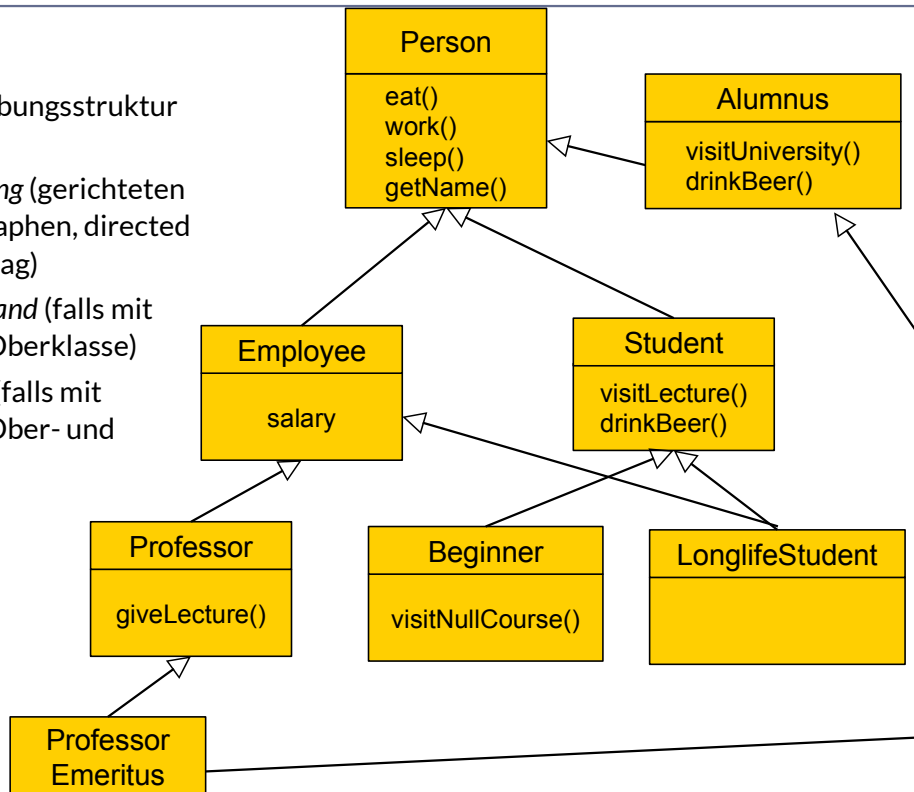 bungsstruktur
ng (gerichteten
aphen, directed
ag)
and (falls mit
Oberklasse)
(falls mit
Ober- und
Person
eat()
work()
sleep()
getName()
Alumnus
visitUniversity()
drinkBeer()
Employee
salary
Student
visitLecture()
drinkBeer()
Professor
giveLecture()
Beginner
visitNullCourse()
LonglifeStudent
Professor
Emeritus